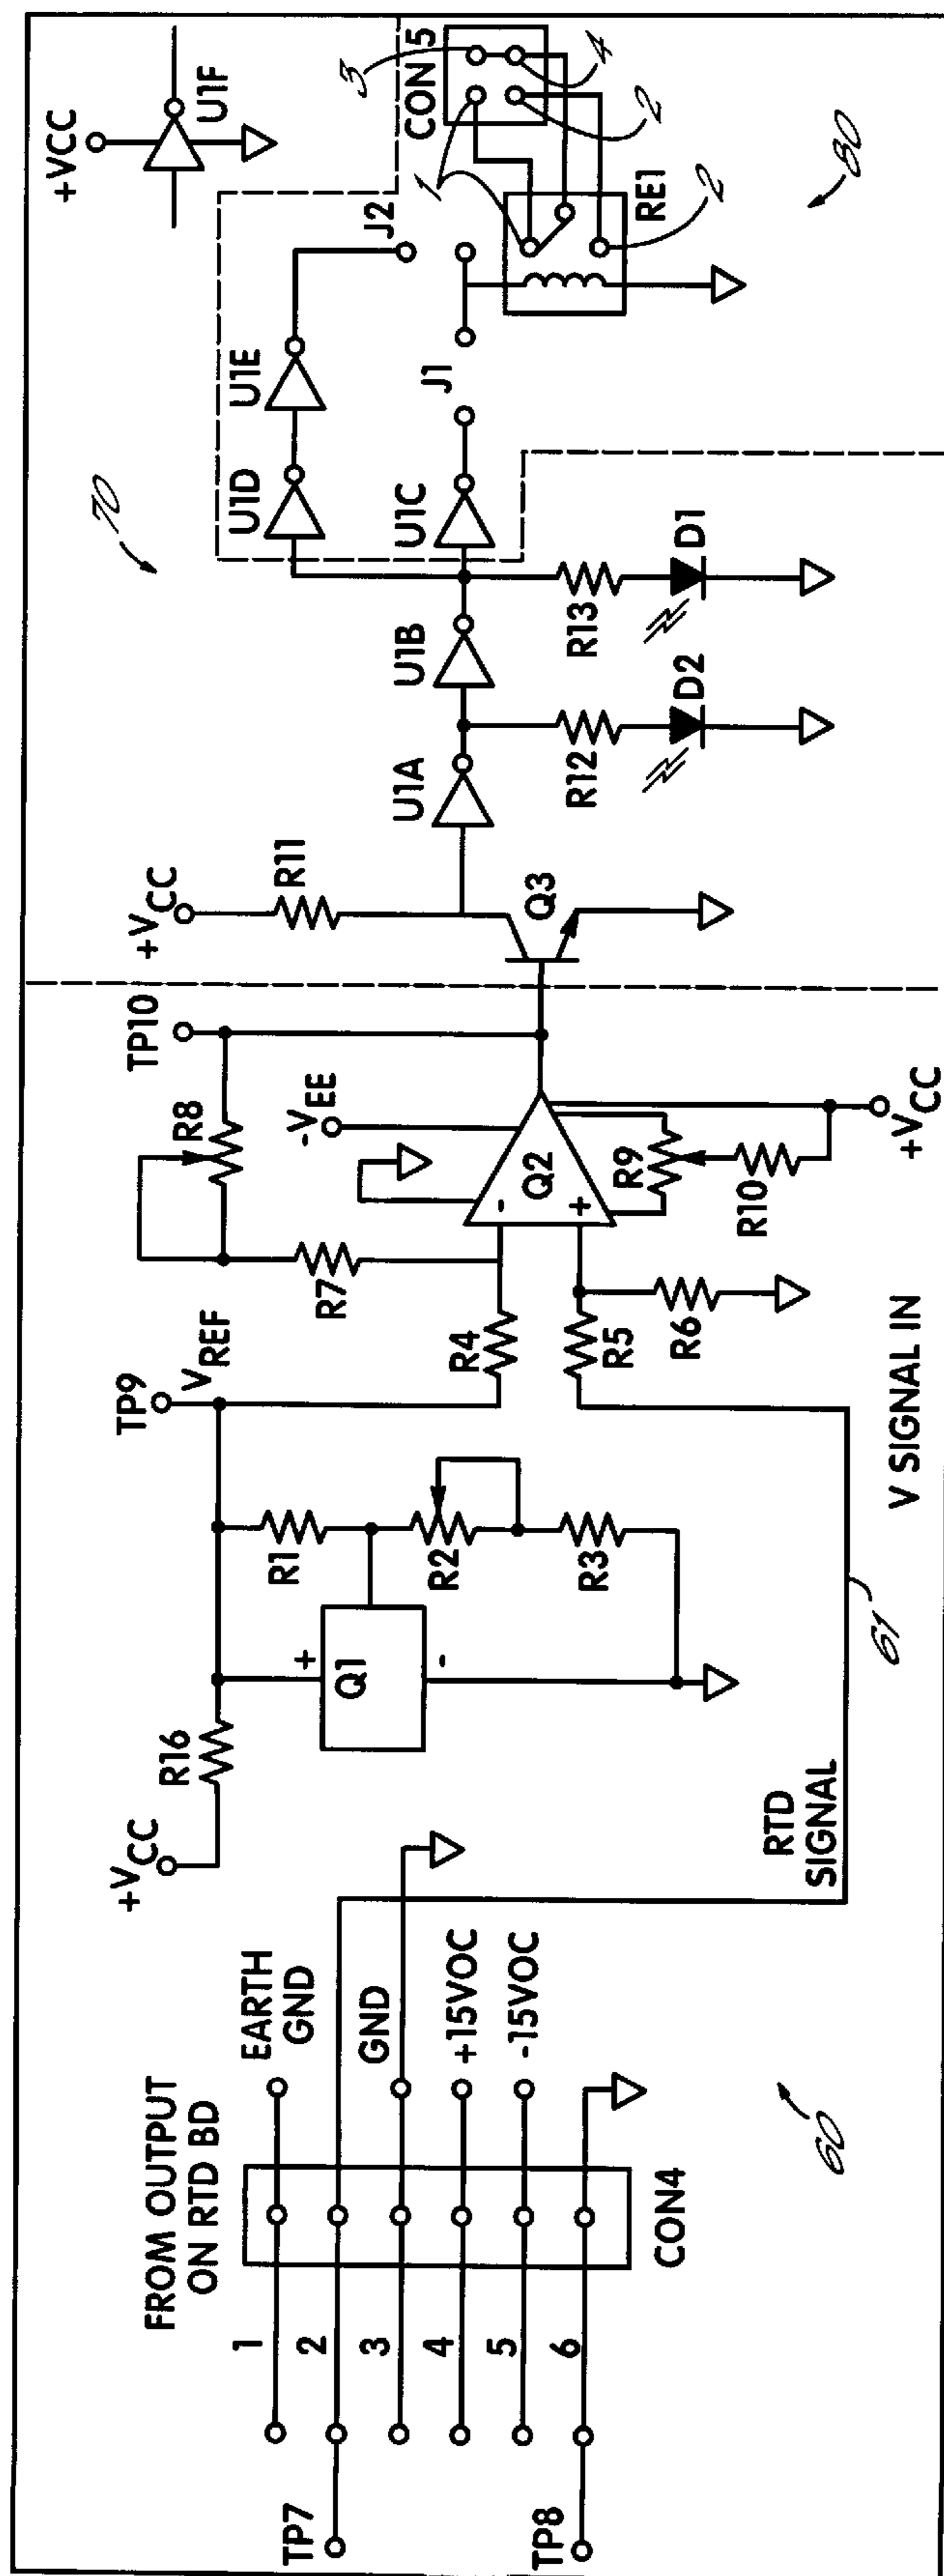 FROM OUTPUT
ON RTD BD
1
2
3
4
5
6
TP7
TP8
CON4
EARTH
GND
GND
+15VOC
-15VOC
60
RTD
SIGNAL
61
V SIGNAL IN
+VCC
R16
Q1
+
-
R1
R2
R3
TP9
VREF
R4
R5
R6
R7
R8
TP10
-VEE
Q2
-
+
R9
R10
+VCC
+VCC
R11
Q3
U1A
R12
D2
U1B
R13
D1
70
U1D
U1E
U1C
J1
J2
RE1
1
2
2
3
4
CON 5
80
+VCC
U1F